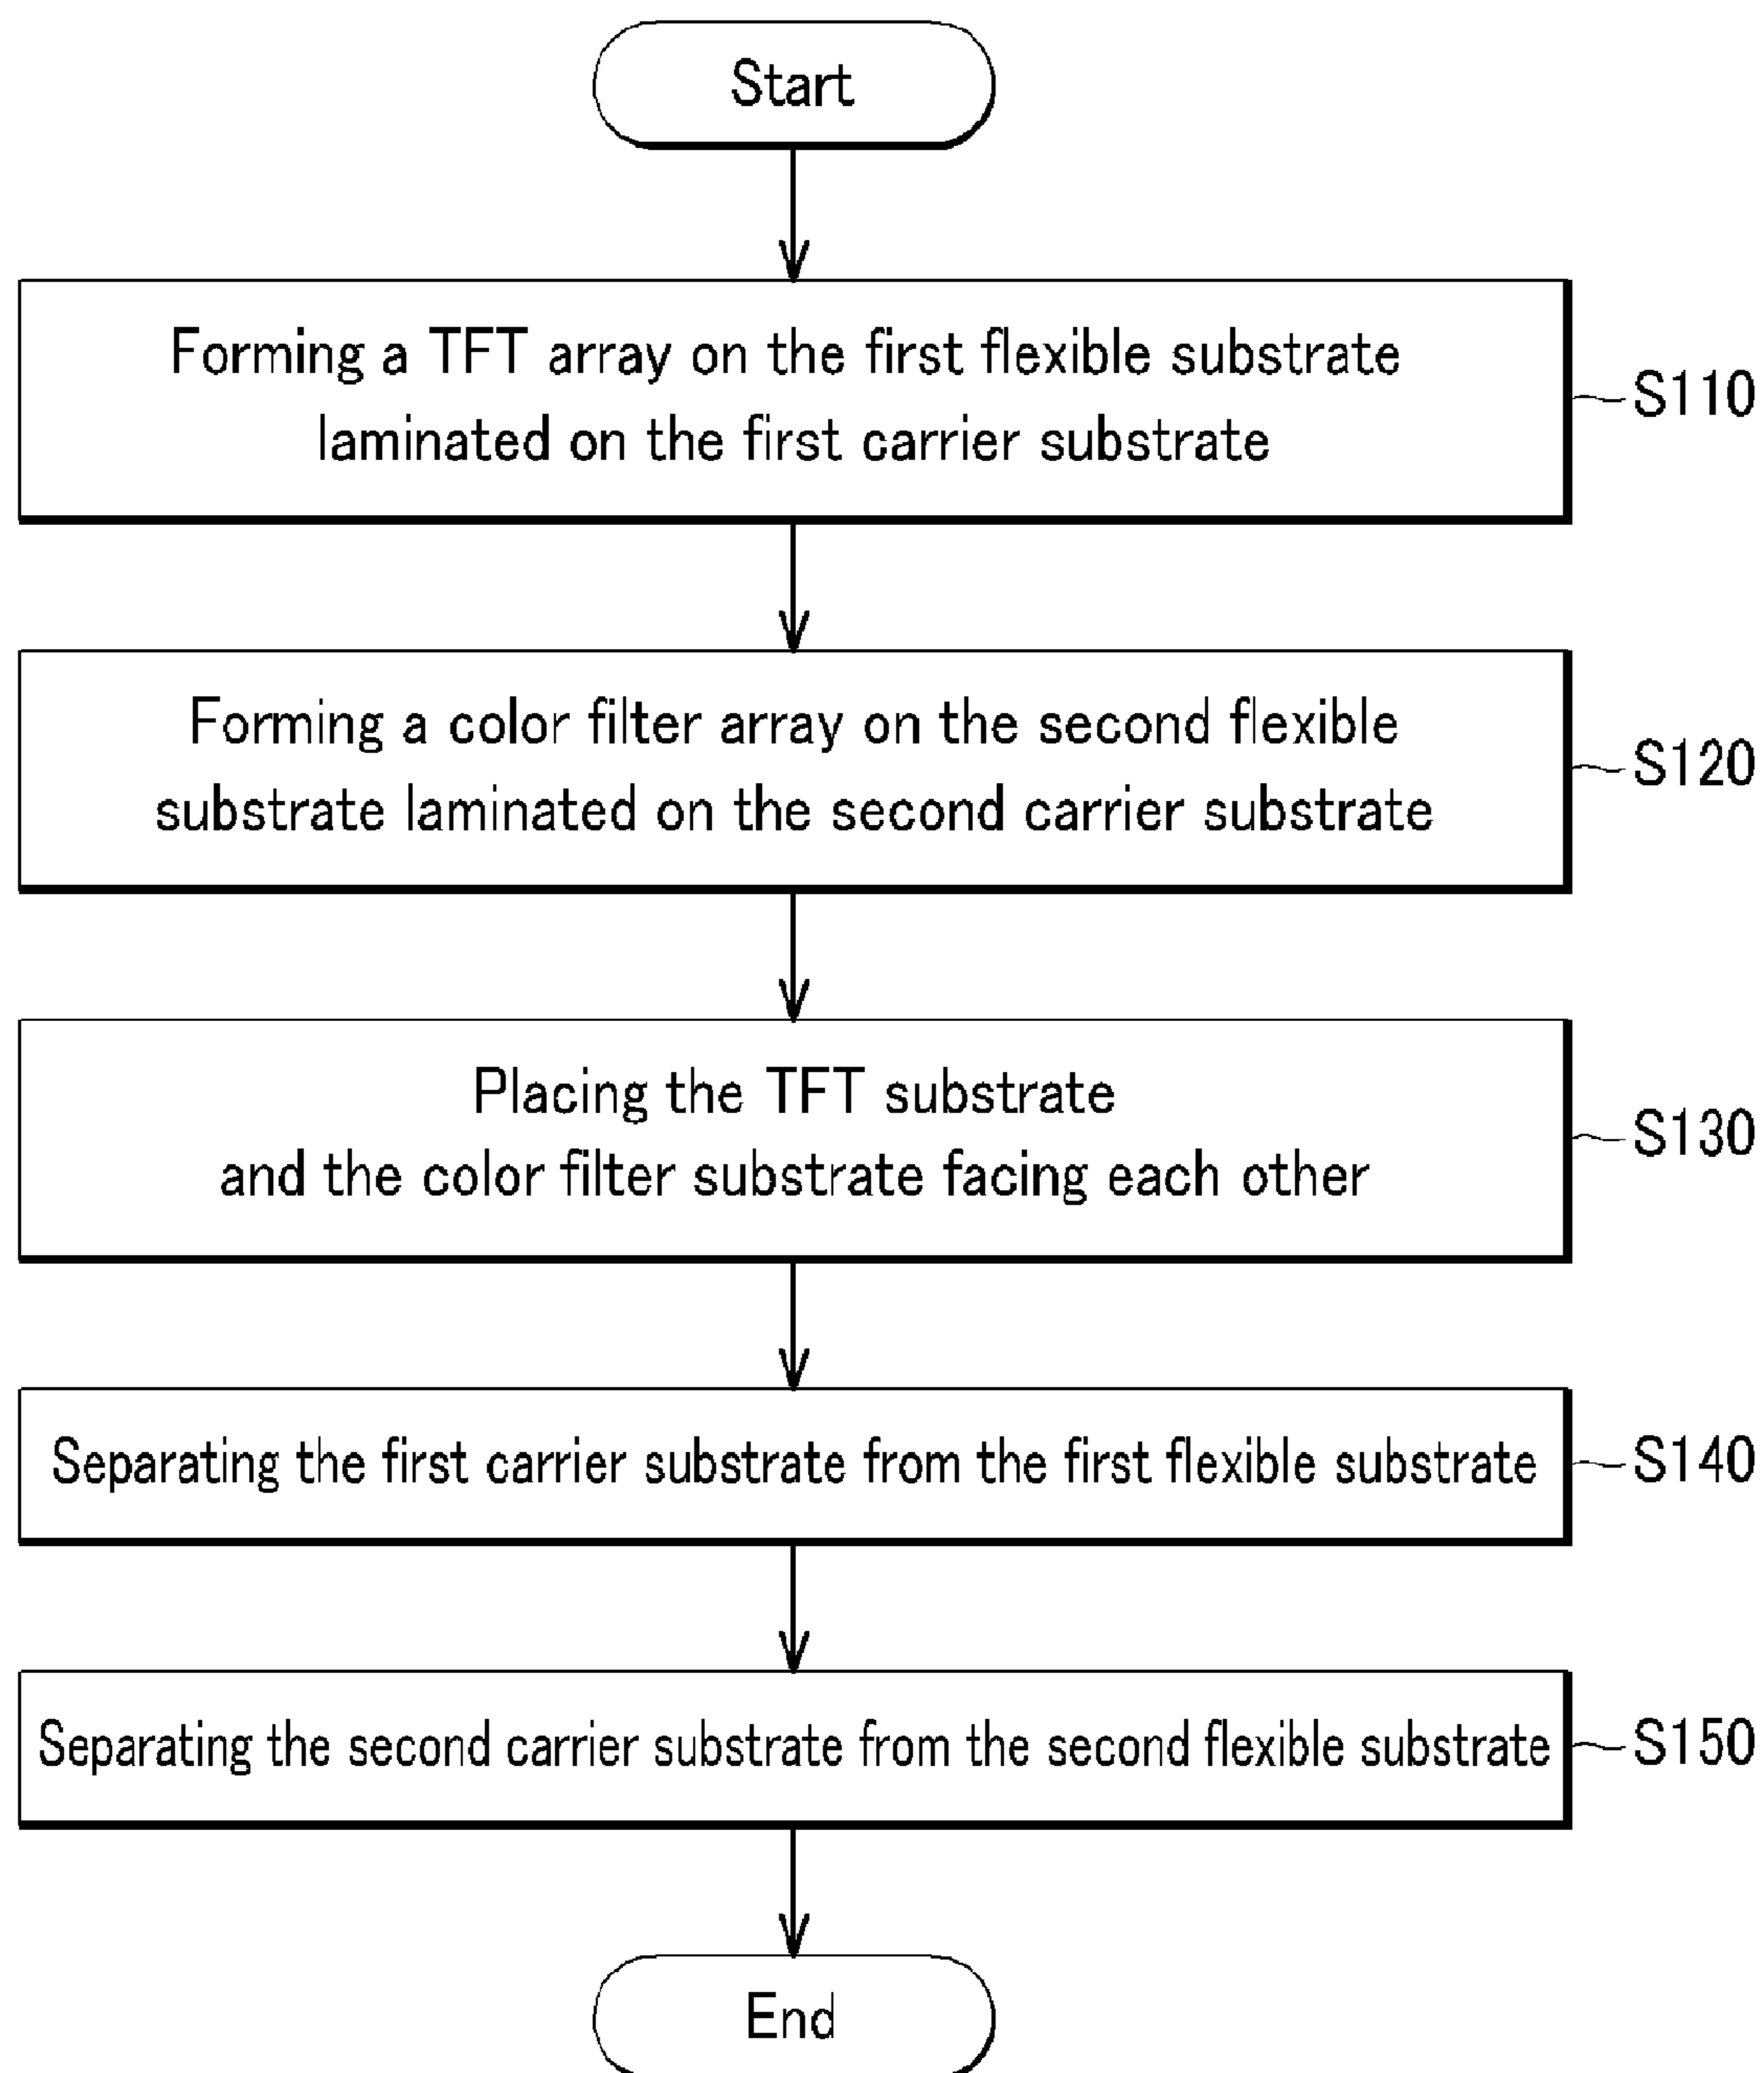 Start
Forming a TFT array on the first flexible substrate
laminated on the first carrier substrate
S110
Forming a color filter array on the second flexible
substrate laminated on the second carrier substrate
S120
Placing the TFT substrate
and the color filter substrate facing each other
S130
Separating the first carrier substrate from the first flexible substrate
S140
Separating the second carrier substrate from the second flexible substrate
S150
End